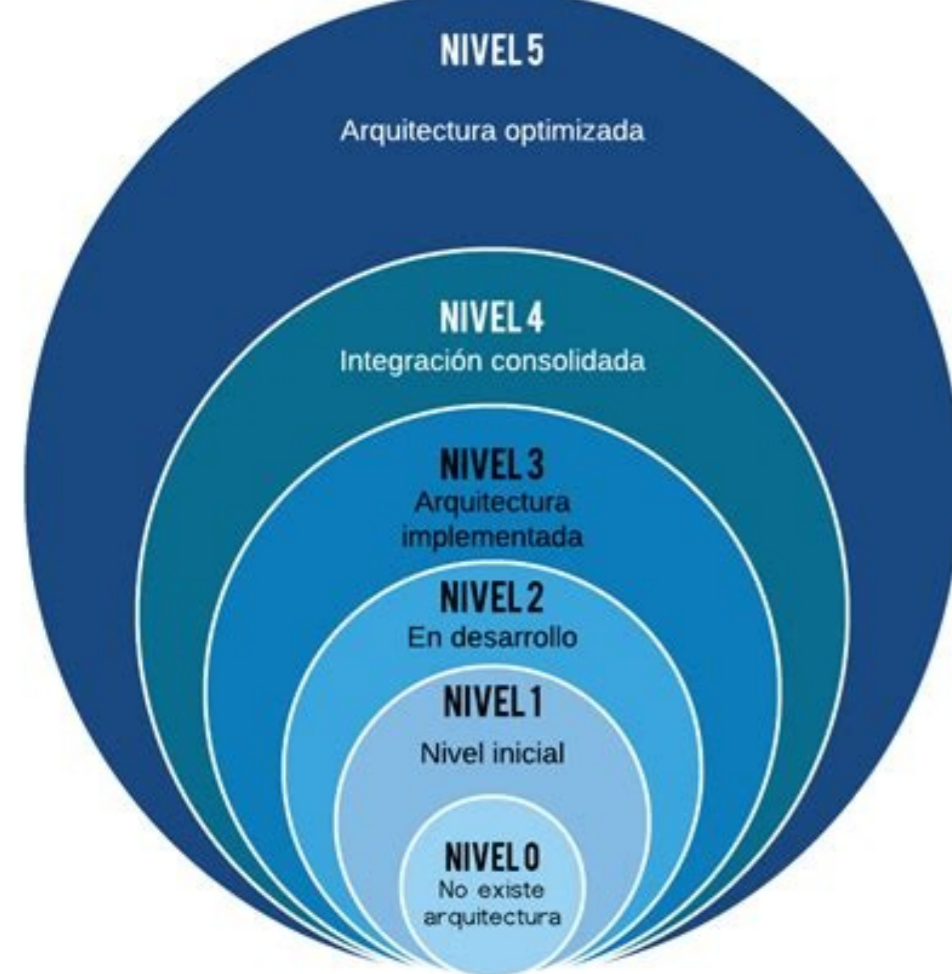 NIVEL 5
Arquitectura optimizada
NIVEL 4
Integración consolidada
NIVEL 3
Arquitectura
implementada
NIVEL 2
En desarrollo
NIVEL 1
Nivel inicial
NIVEL 0
No existe
arquitectura